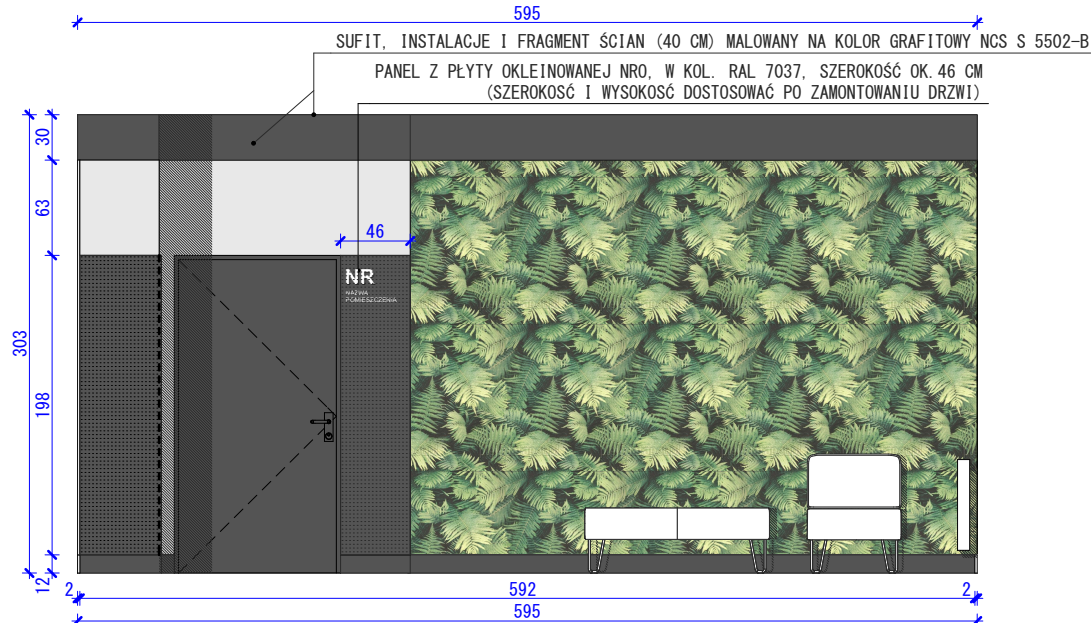 595
SUFIT, INSTALACJE I FRAGMENT ŚCIAN (40 CM) MALOWANY NA KOLOR GRAFITOWY NCS S 5502-B
PANEL Z PŁYTY OKLEINOWANEJ NRO, W KOL. RAL 7037, SZEROKOŚĆ OK.46 CM
(SZEROKOSĆ I WYSOKOSĆ DOSTOSOWAĆ PO ZAMONTOWANIU DRZWI)
30
63
46
NR
NAZWA
POMIESZCZENIA
303
198
12
2
592
2
595